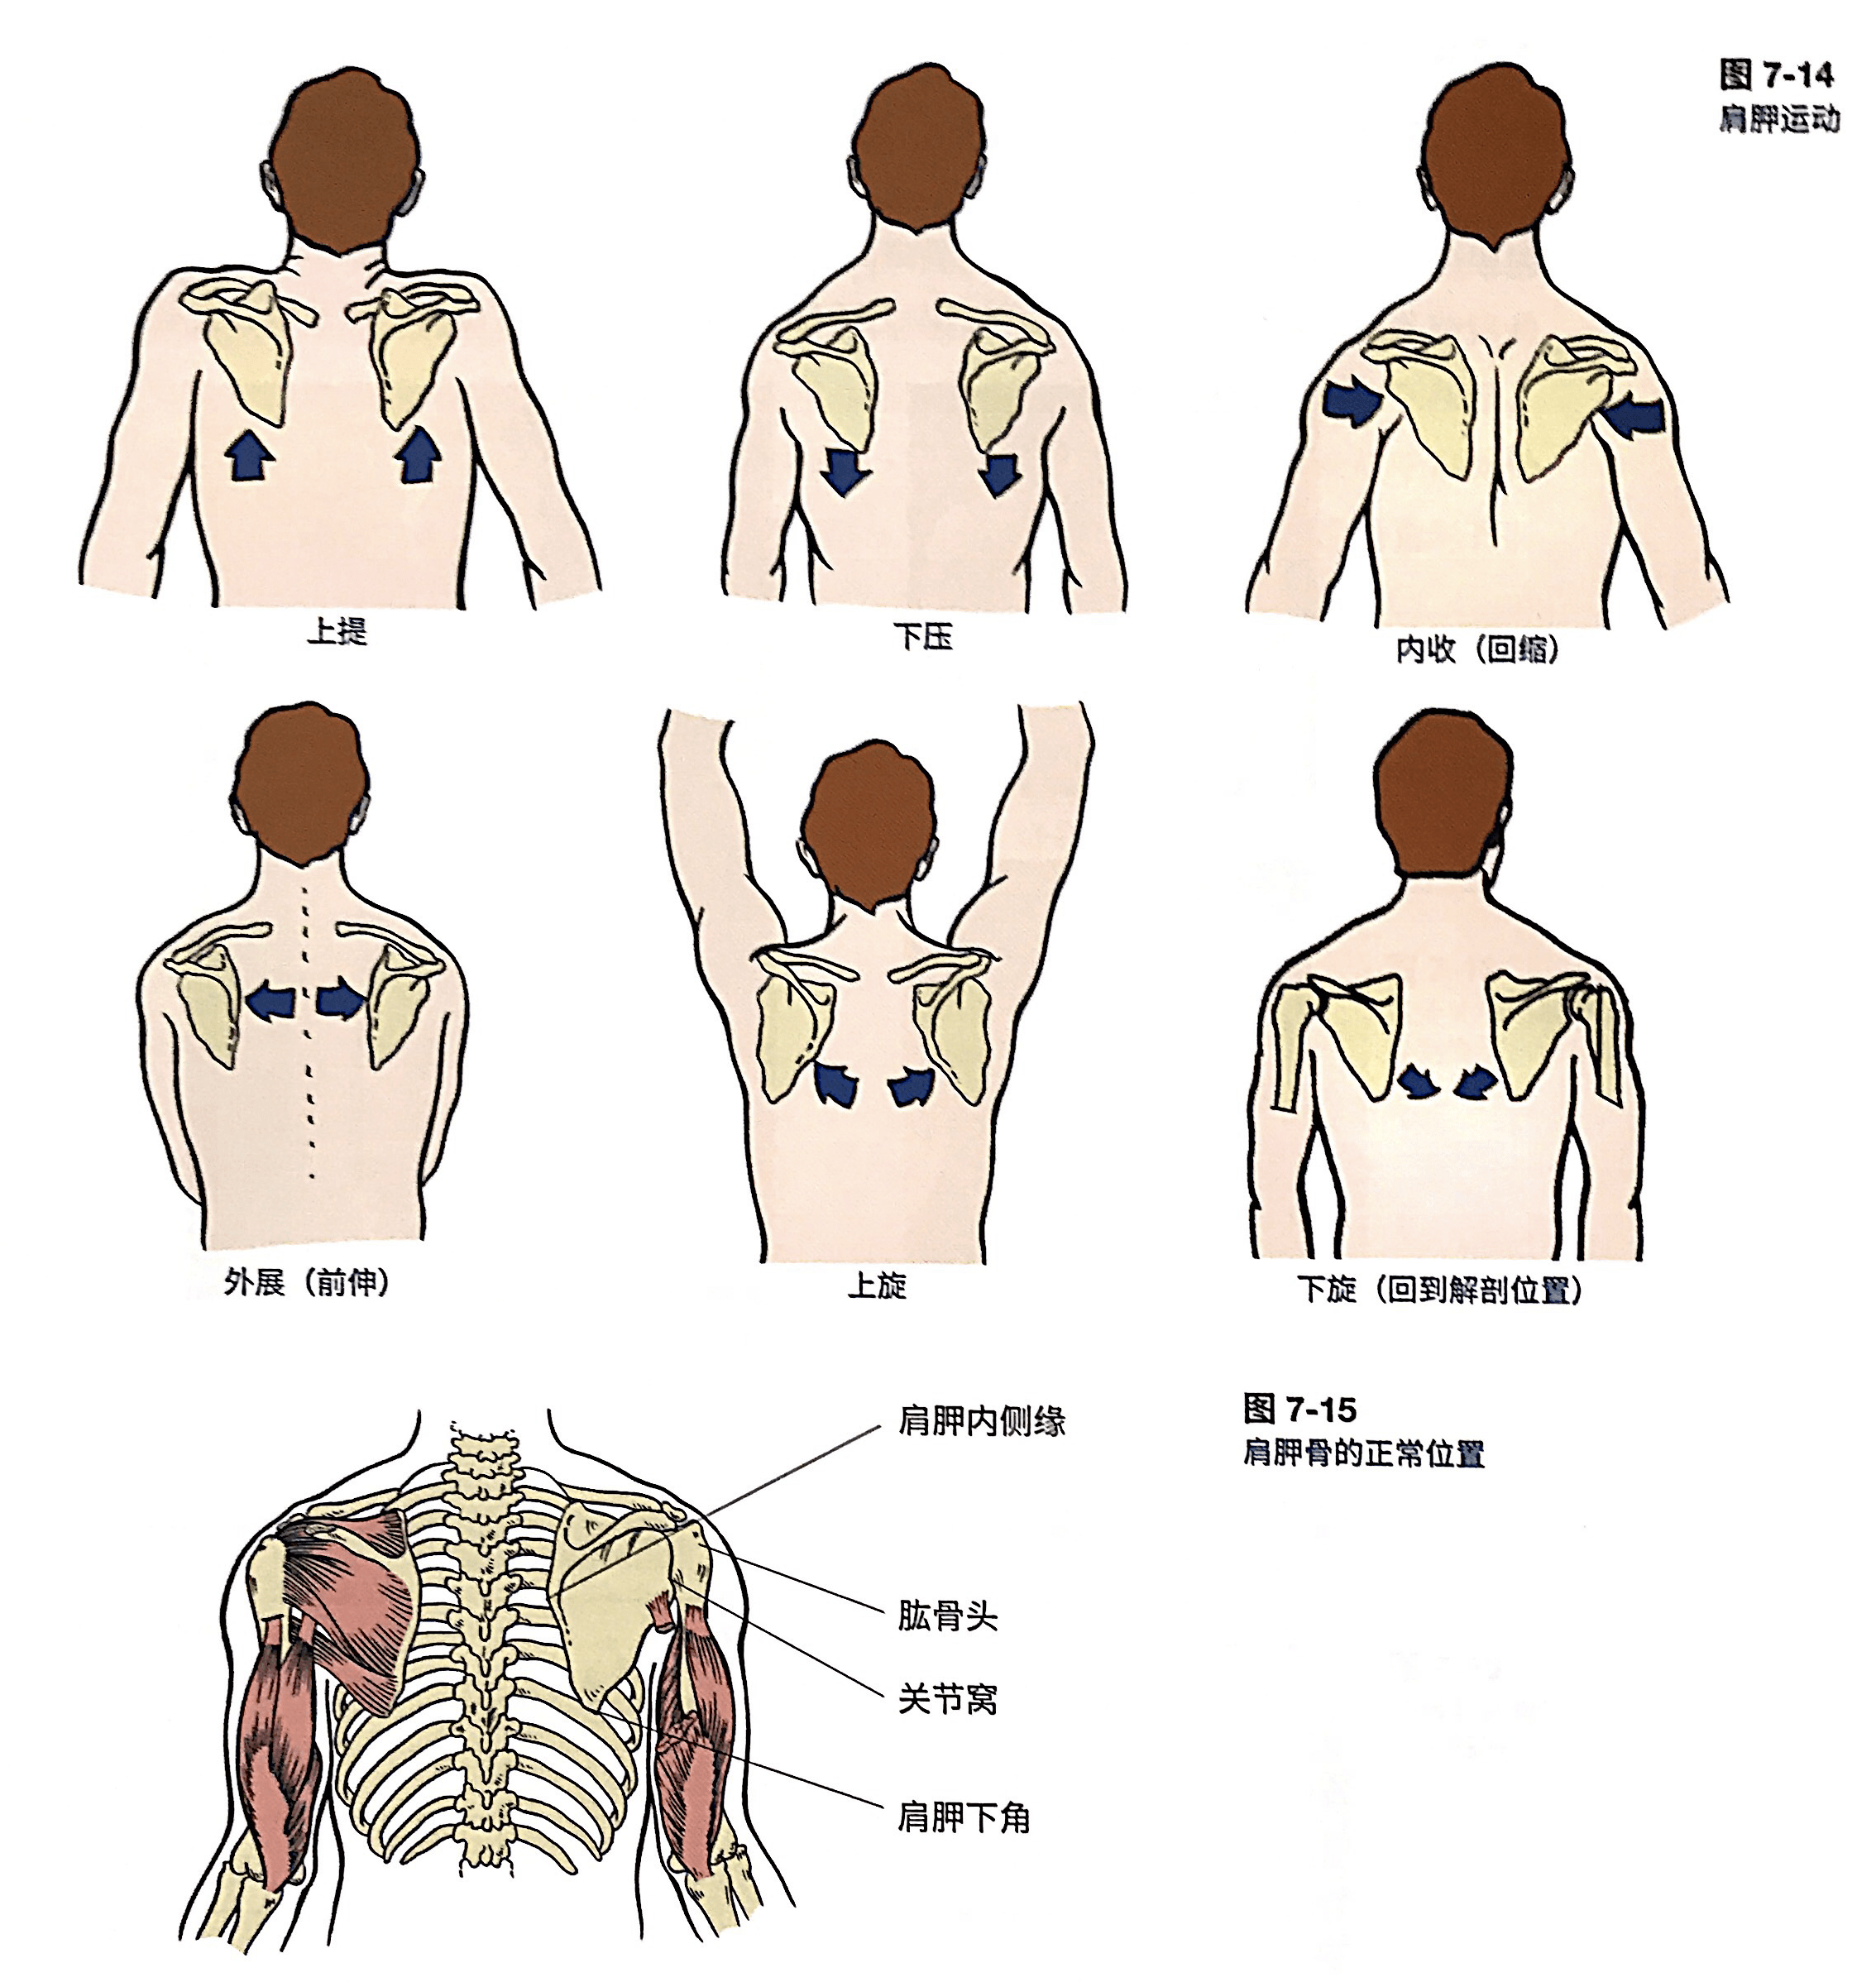 图 7-14
肩胛运动
上提
下压
内收（回缩）
外展（前伸）
上旋
下旋（回到解剖位置）
图 7-15
肩胛骨的正常位置
肩胛内侧缘
肱骨头
关节窝
肩胛下角